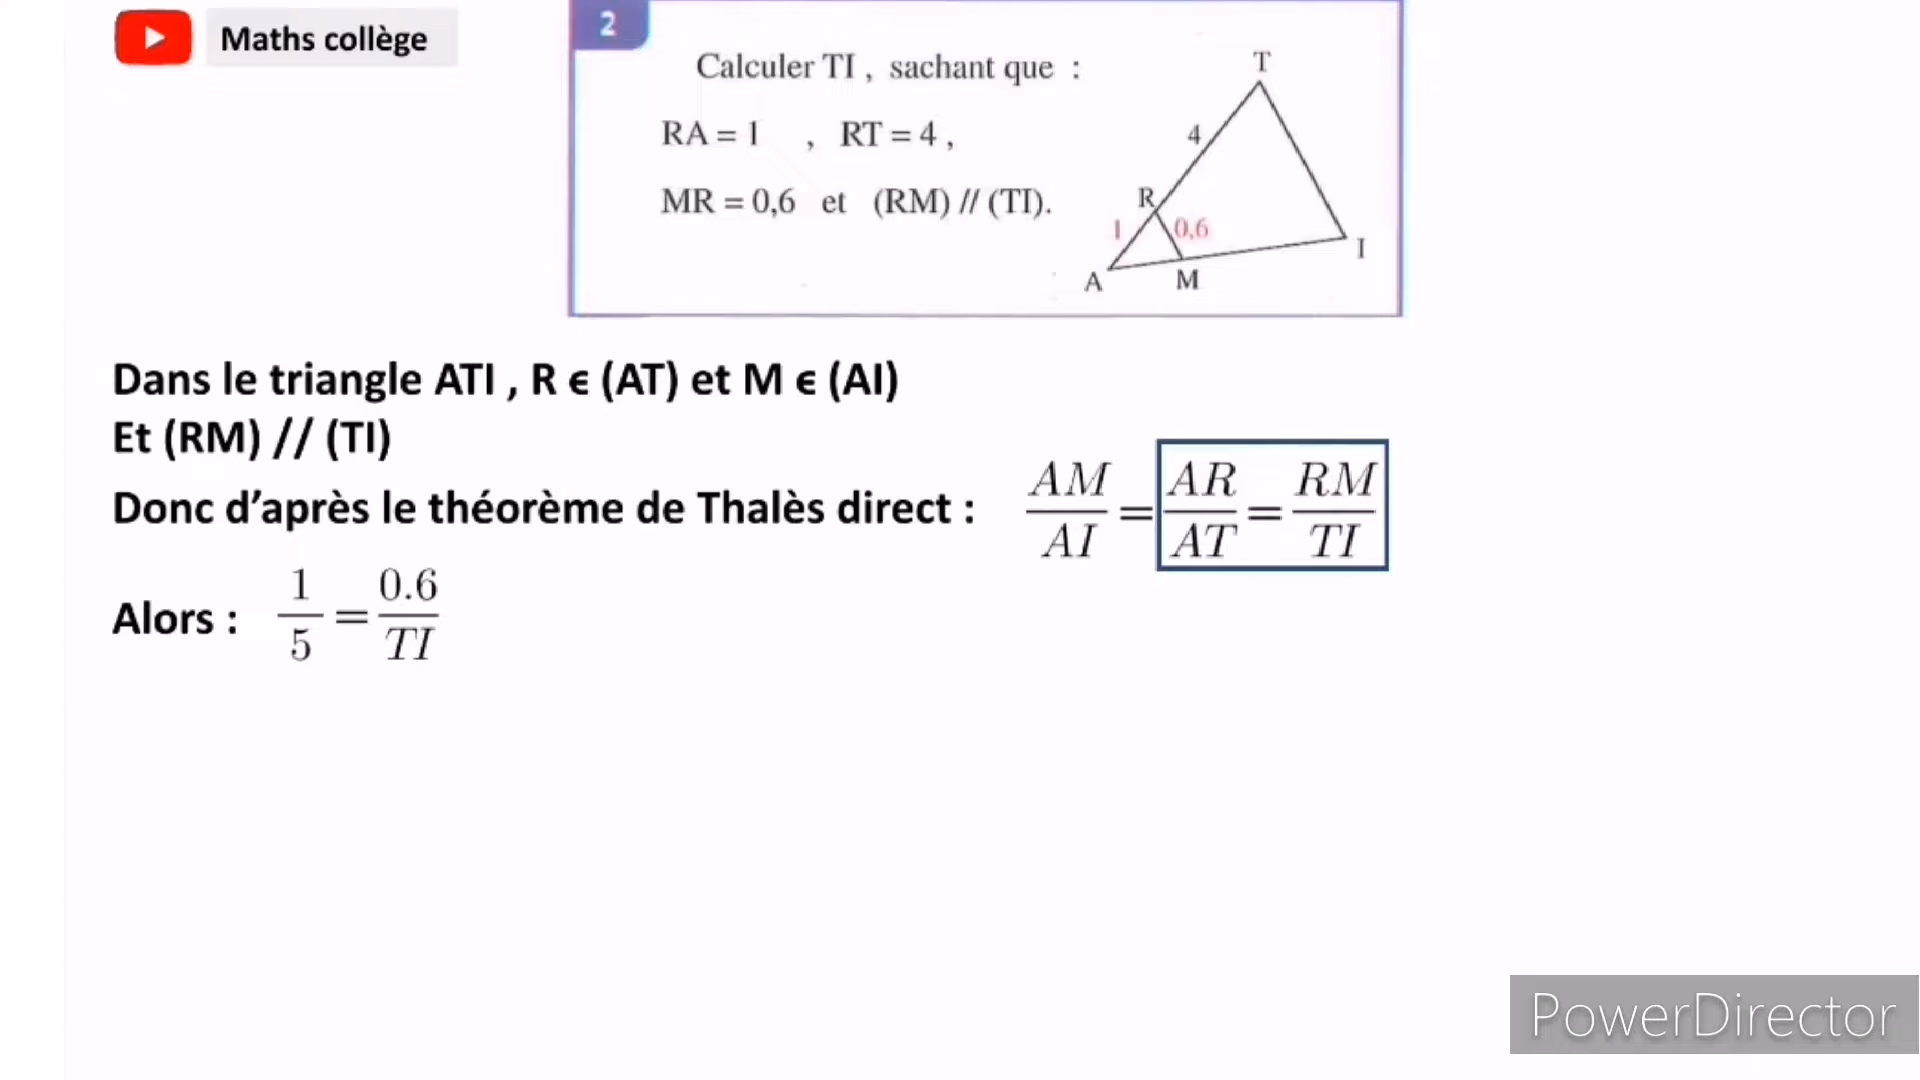 Maths collège
2
Calculer TI , sachant que :
RA = 1 , RT = 4 ,
MR = 0,6 et (RM) // (TI).
T
4
R
1 0,6
I
A M
Dans le triangle ATI , R ϵ (AT) et M ϵ (AI)
Et (RM) // (TI)
Donc d’après le théorème de Thalès direct : AM/AI = AR/AT = RM/TI
Alors : 1/5 = 0.6/TI
PowerDirector